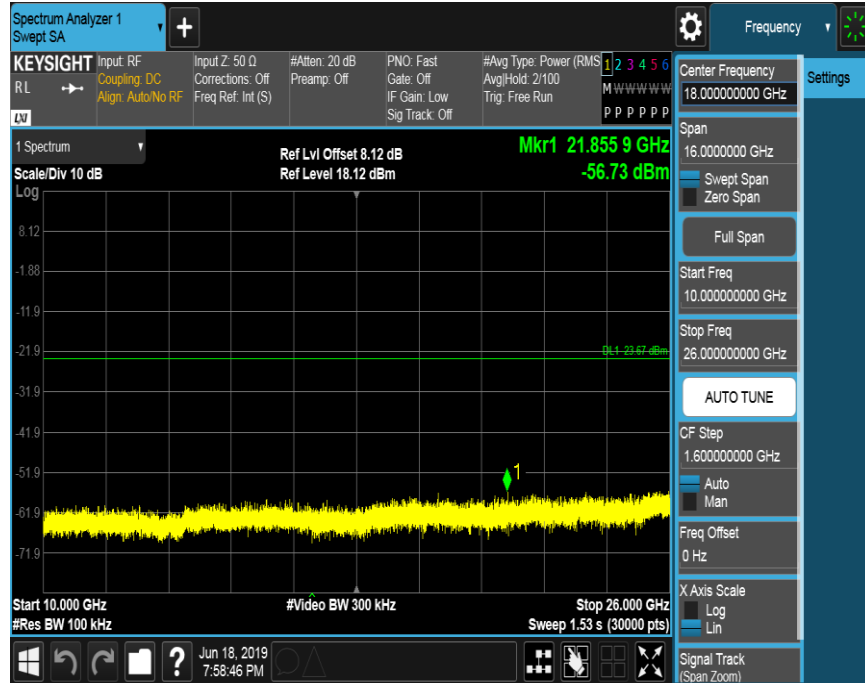 Spectrum Analyzer 1
Swept SA
Frequency
KEYSIGHT
RL
LXI
Input: RF
Coupling: DC
Align: Auto/No RF
Input Z: 50 Ω
Corrections: Off
Freq Ref: Int (S)
#Atten: 20 dB
Preamp: Off
PNO: Fast
Gate: Off
IF Gain: Low
Sig Track: Off
#Avg Type: Power (RMS
Avg|Hold: 2/100
Trig: Free Run
1 2 3 4 5 6
M W W W W W
P P P P P P
Center Frequency
18.000000000 GHz
Settings
Span
16.0000000 GHz
Swept Span
Zero Span
Full Span
Start Freq
10.000000000 GHz
Stop Freq
26.000000000 GHz
AUTO TUNE
CF Step
1.600000000 GHz
Auto
Man
Freq Offset
0 Hz
X Axis Scale
Log
Lin
Signal Track
(Span Zoom)
1 Spectrum
Scale/Div 10 dB
Ref Lvl Offset 8.12 dB
Ref Level 18.12 dBm
Mkr1 21.855 9 GHz
-56.73 dBm
Log
8.12
-1.88
-11.9
-21.9
DL1 -23.67 dBm
-31.9
-41.9
-51.9
1
-61.9
-71.9
Start 10.000 GHz
#Video BW 300 kHz
Stop 26.000 GHz
#Res BW 100 kHz
Sweep 1.53 s (30000 pts)
?
Jun 18, 2019
7:58:46 PM